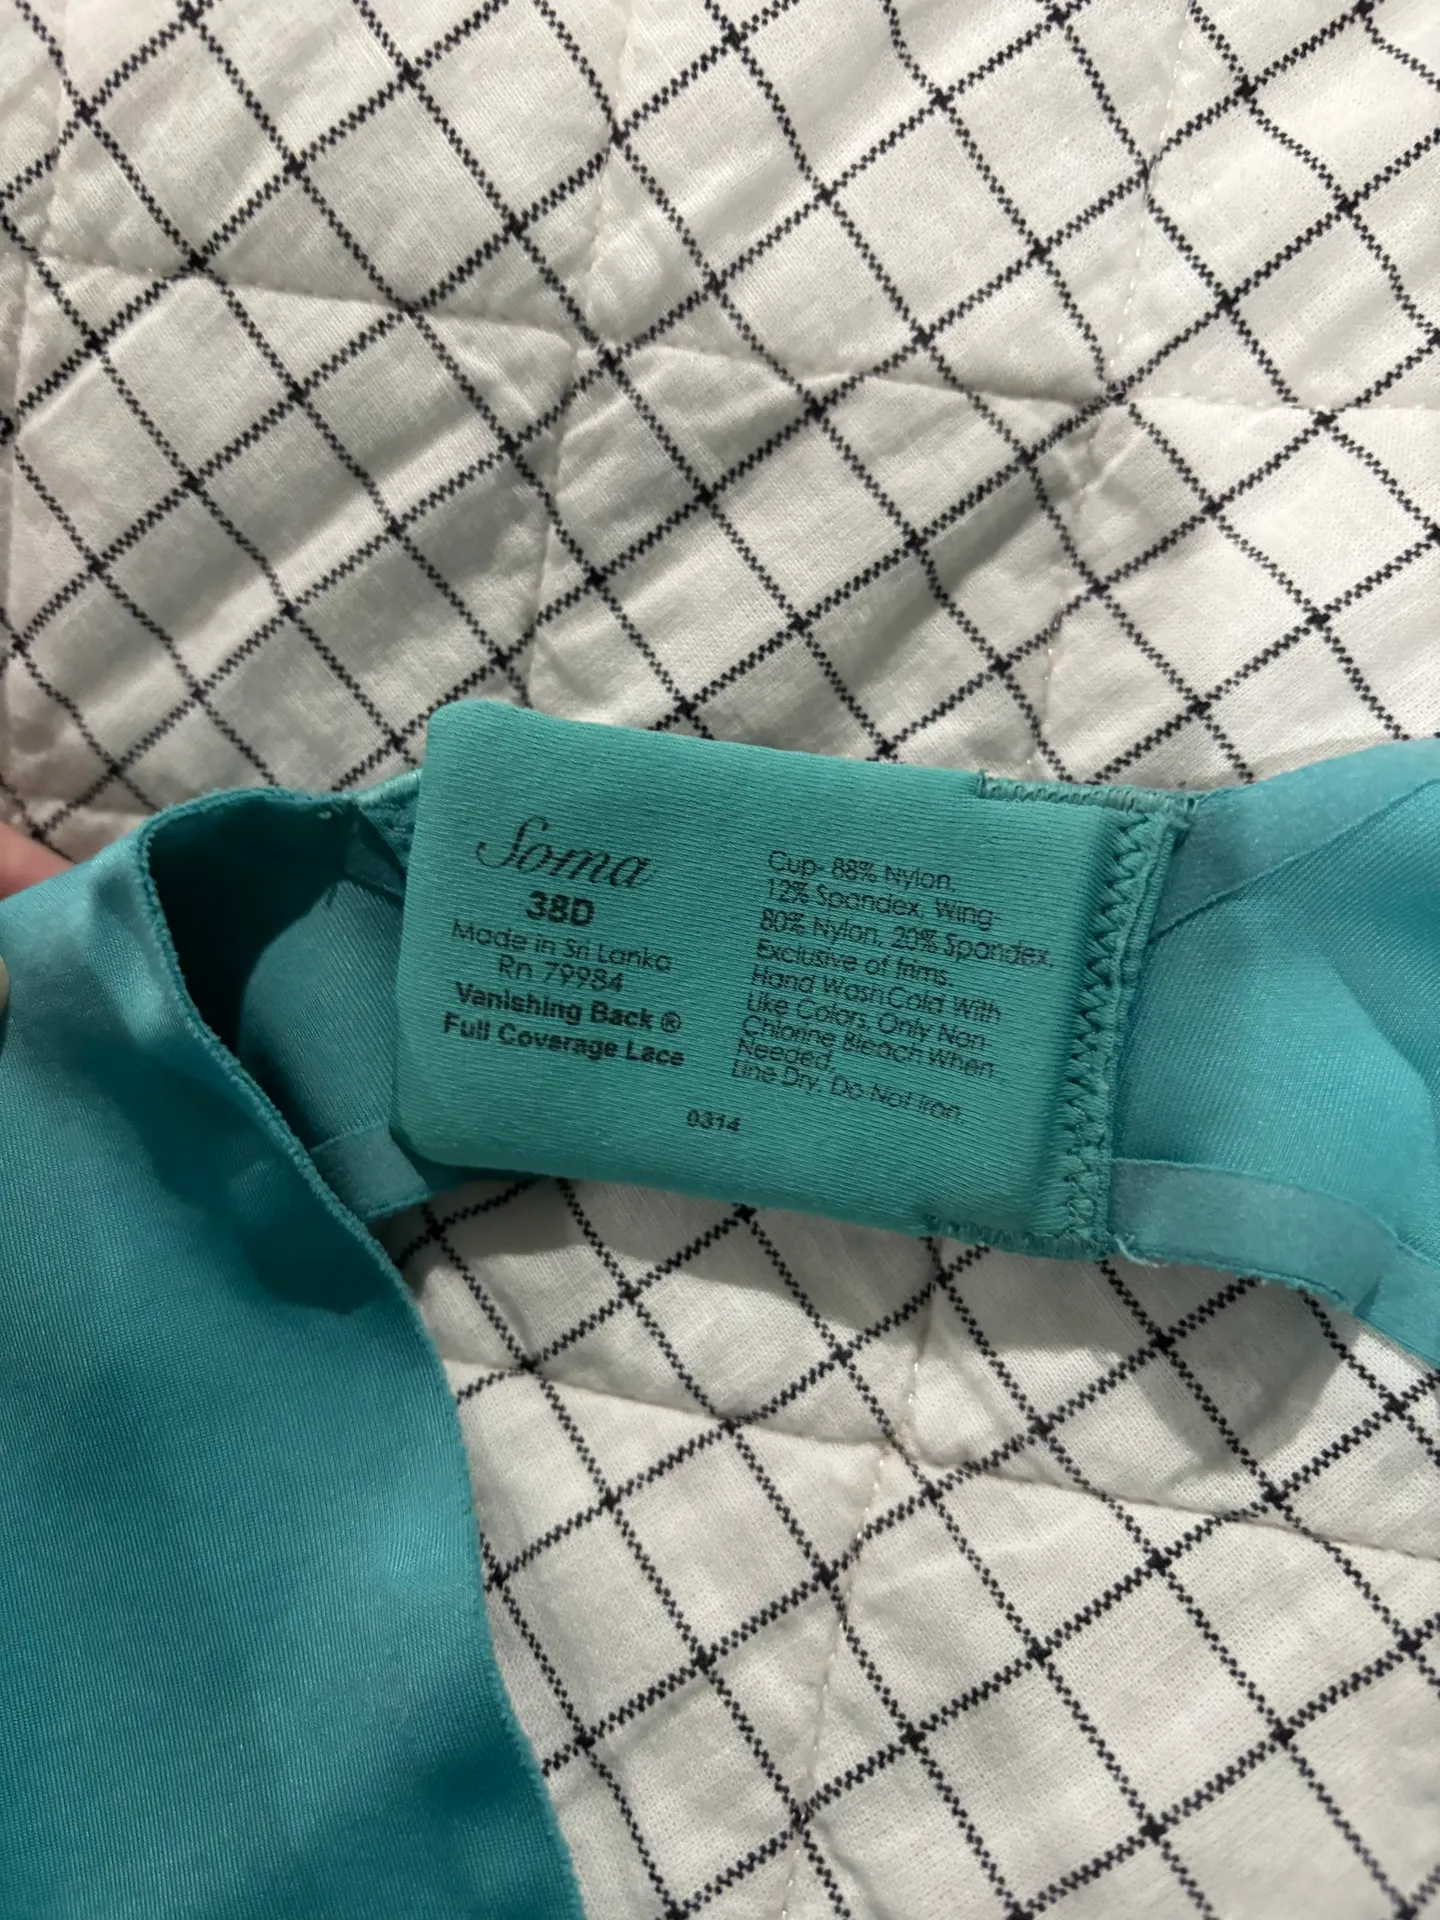 Soma
38D
Made in Sri Lanka
Rn 79984
Vanishing Back ®
Full Coverage Lace
Cup- 88% Nylon,
12% Spandex, Wing-
80% Nylon, 20% Spandex,
Exclusive of trims.
Hand Wash Cold With
Like Colors, Only Non-
Chlorine Bleach When
Needed,
Line Dry, Do Not Iron.
0314